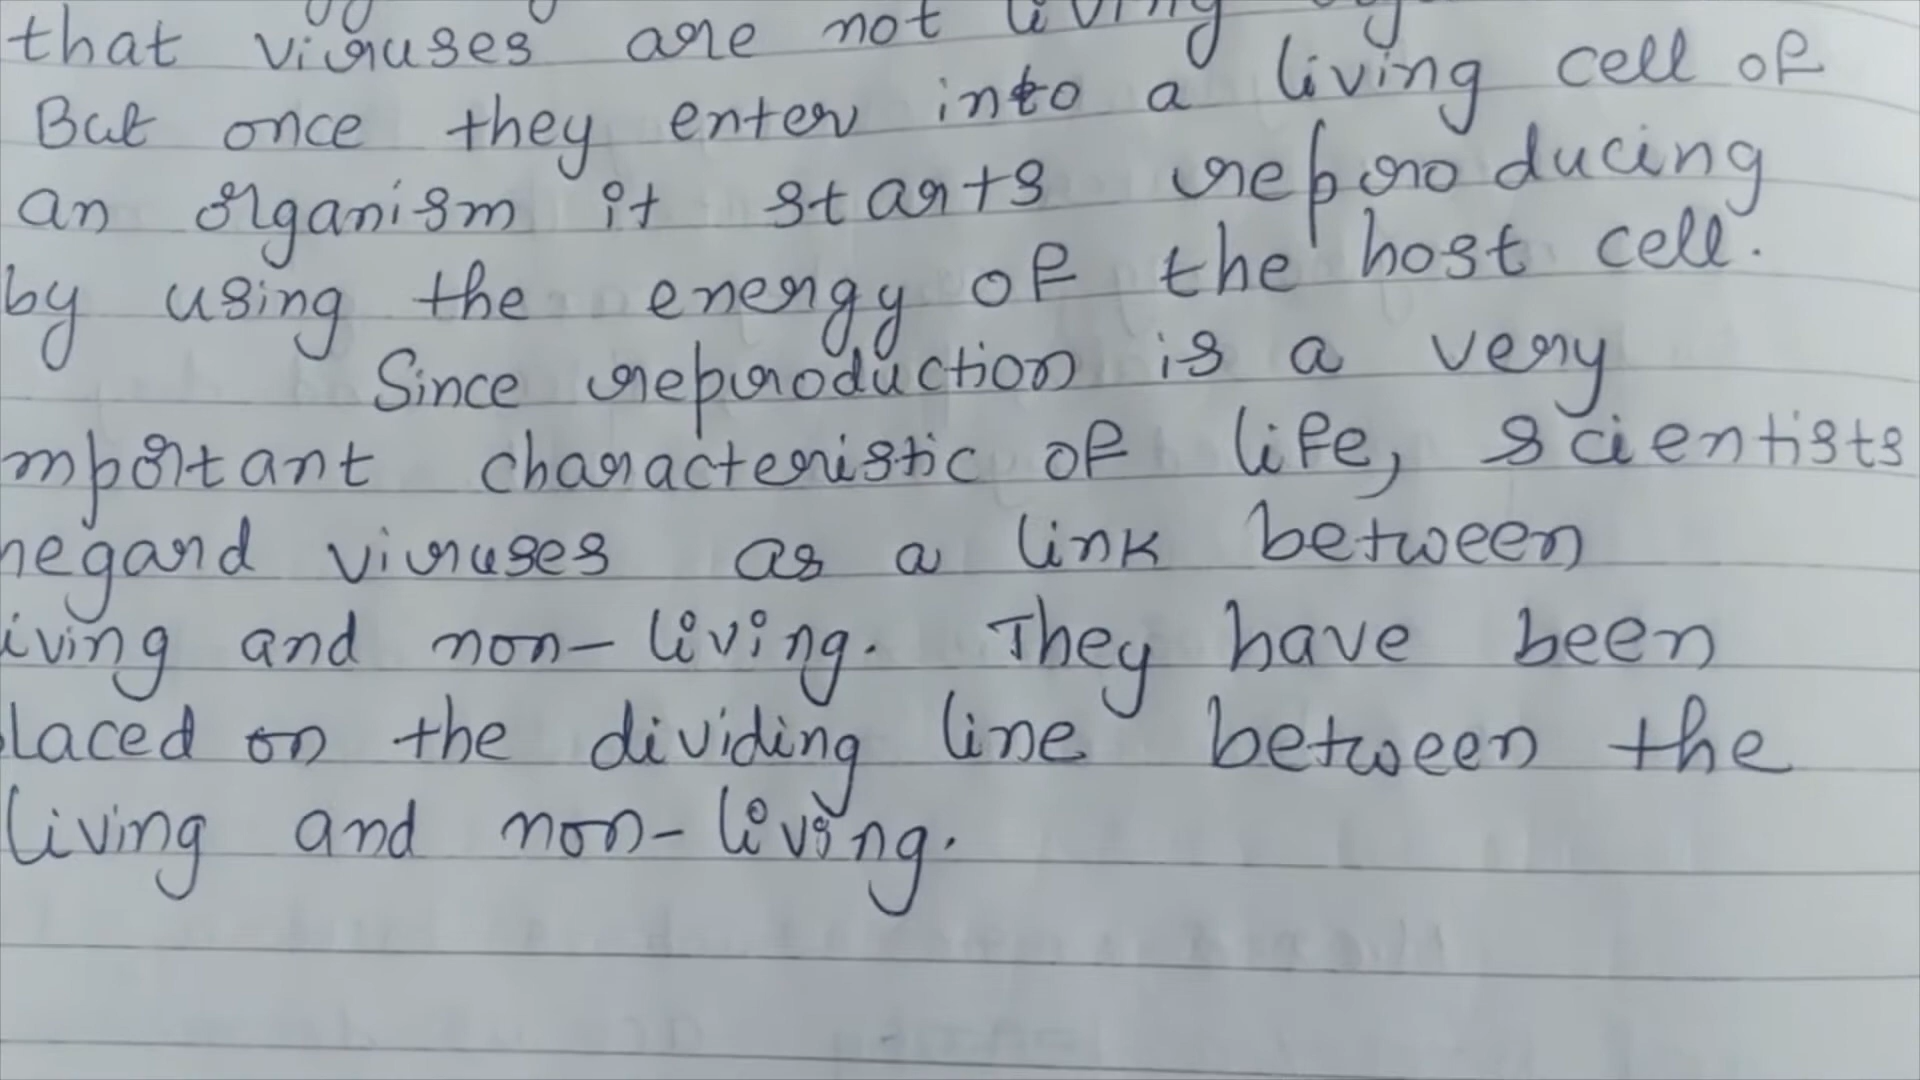 that viruses are not living
But once they enter into a living cell of
an organism it starts reproducing
by using the energy of the host cell.
Since reproduction is a very
mportant characteristic of life, scientists
regard viruses as a link between
iving and non-living. They have been
placed on the dividing line between the
living and non-living.